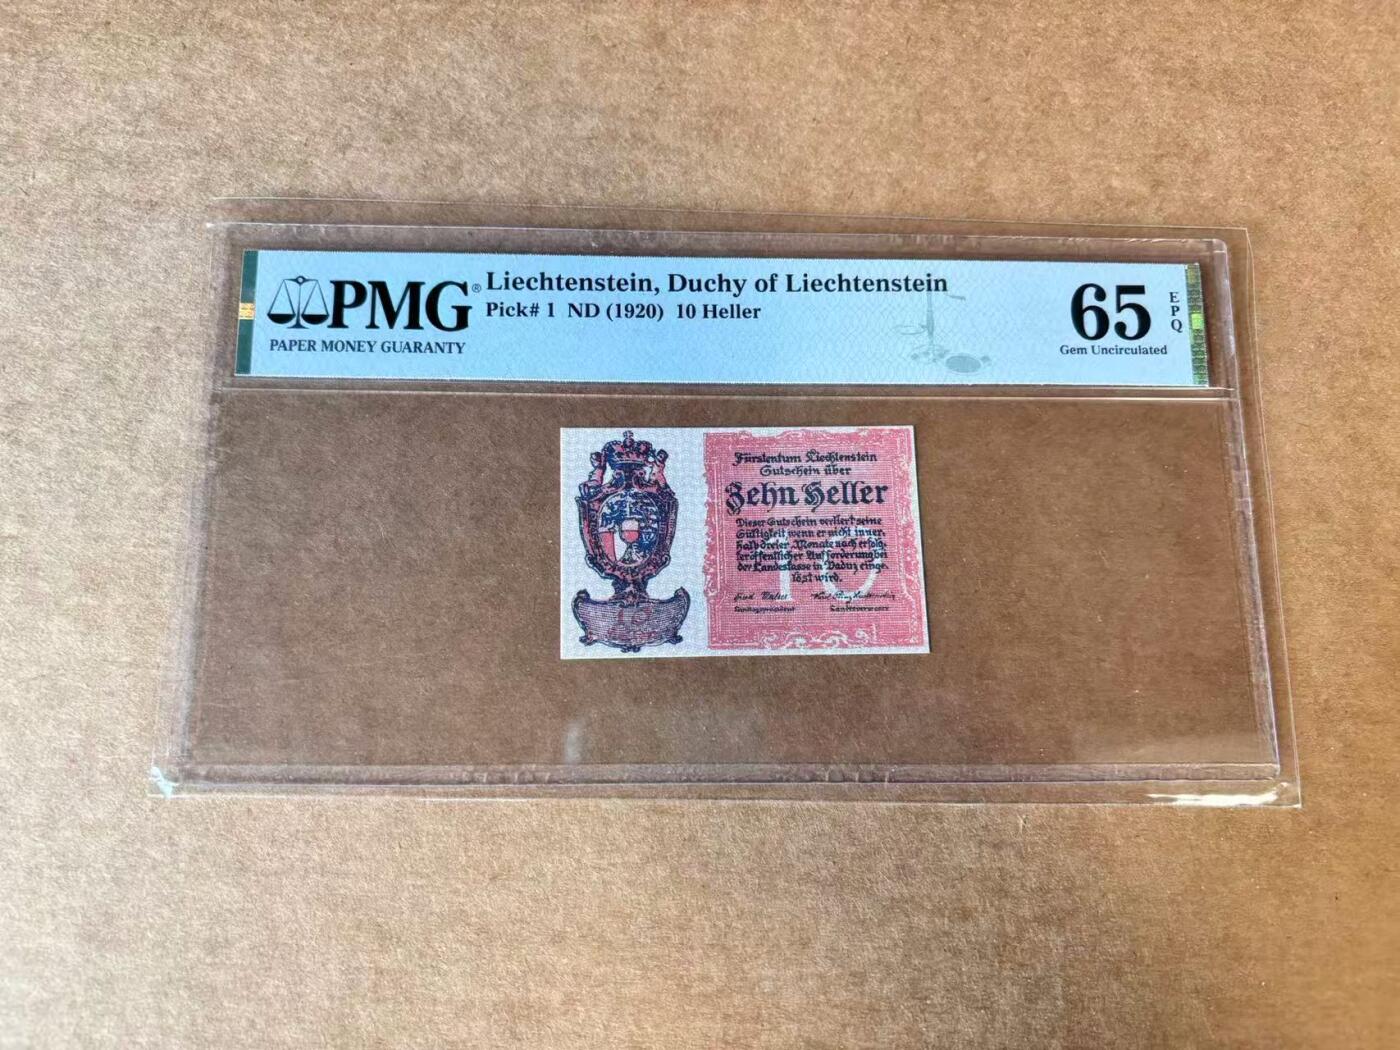 PMG®
PAPER MONEY GUARANTY
Liechtenstein, Duchy of Liechtenstein
Pick# 1 ND (1920) 10 Heller
65
EPQ
Gem Uncirculated
Fürstentum Liechtenstein
Gutschein über
Zehn Heller
Dieser Gutschein verliert seine
Gültigkeit, wenn er nicht inner-
halb dreier Monate nach erfolg-
ter öffentlicher Aufforderung bei
der Landeskasse in Vaduz einge-
löst wird.
Landesverweser
10